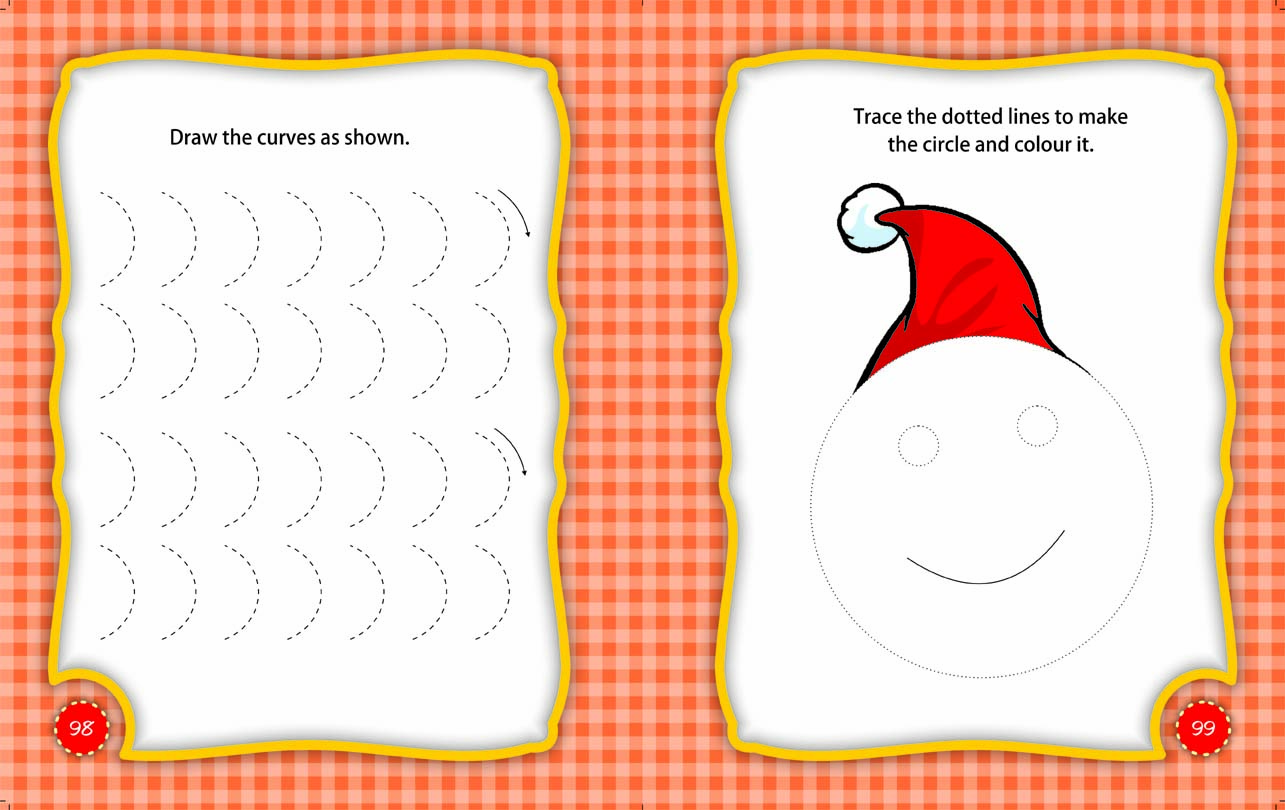 Draw the curves as shown.
98
Trace the dotted lines to make
the circle and colour it.
99